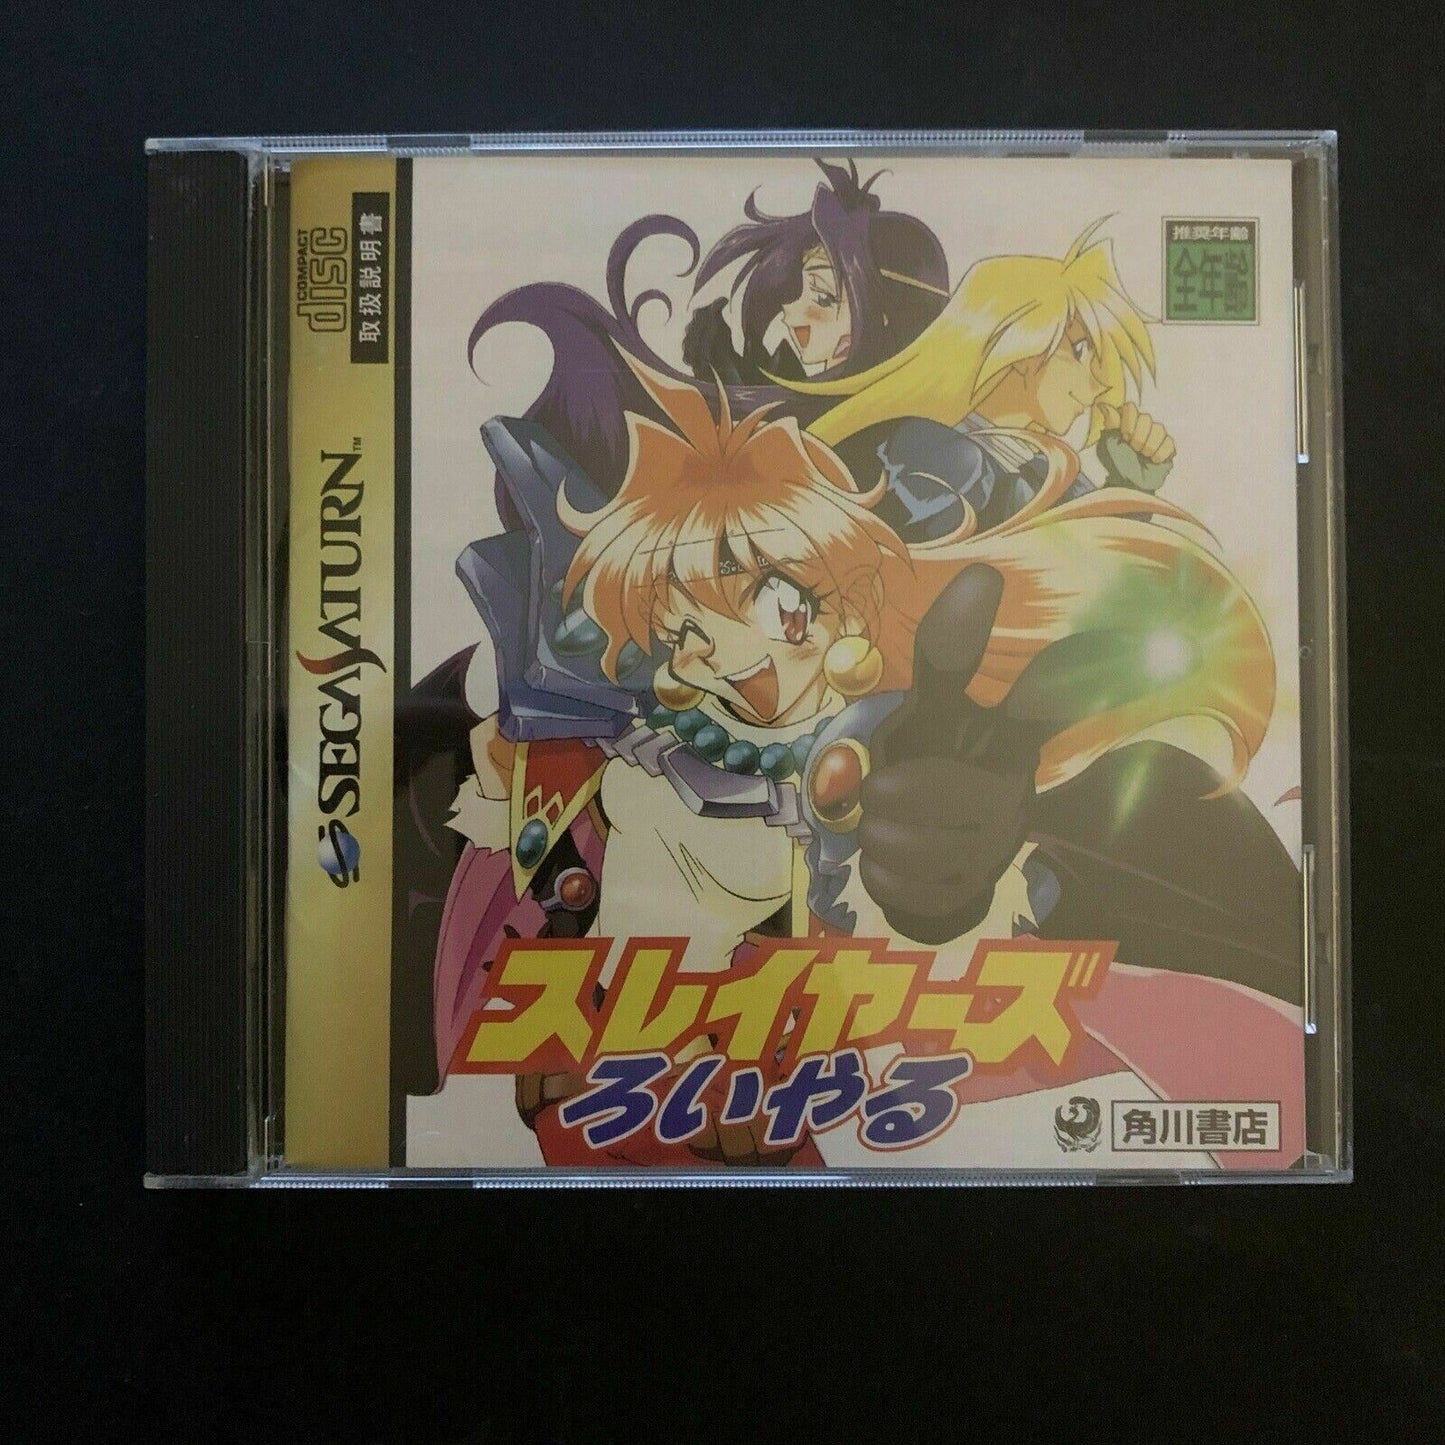 COMPACT
disc
取扱説明書
SEGA SATURN™
推奨年齢
全年齢
スレイヤーズ
ろいやる
角川書店